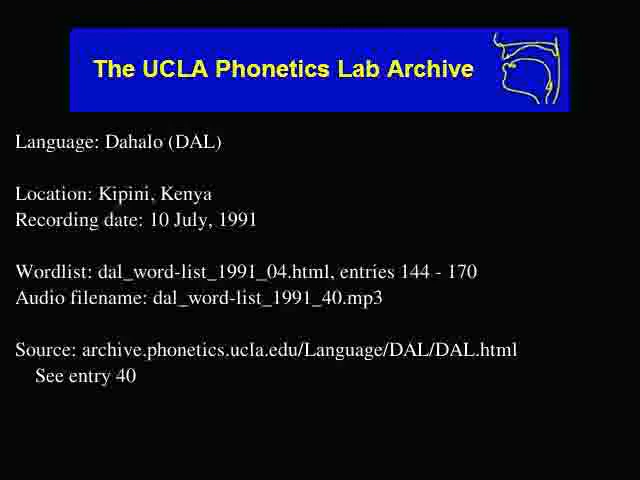 The UCLA Phonetics Lab Archive
Language: Dahalo (DAL)
Location: Kipini, Kenya
Recording date: 10 July, 1991
Wordlist: dal_word-list_1991_04.html, entries 144 - 170
Audio filename: dal_word-list_1991_40.mp3
Source: archive.phonetics.ucla.edu/Language/DAL/DAL.html
See entry 40